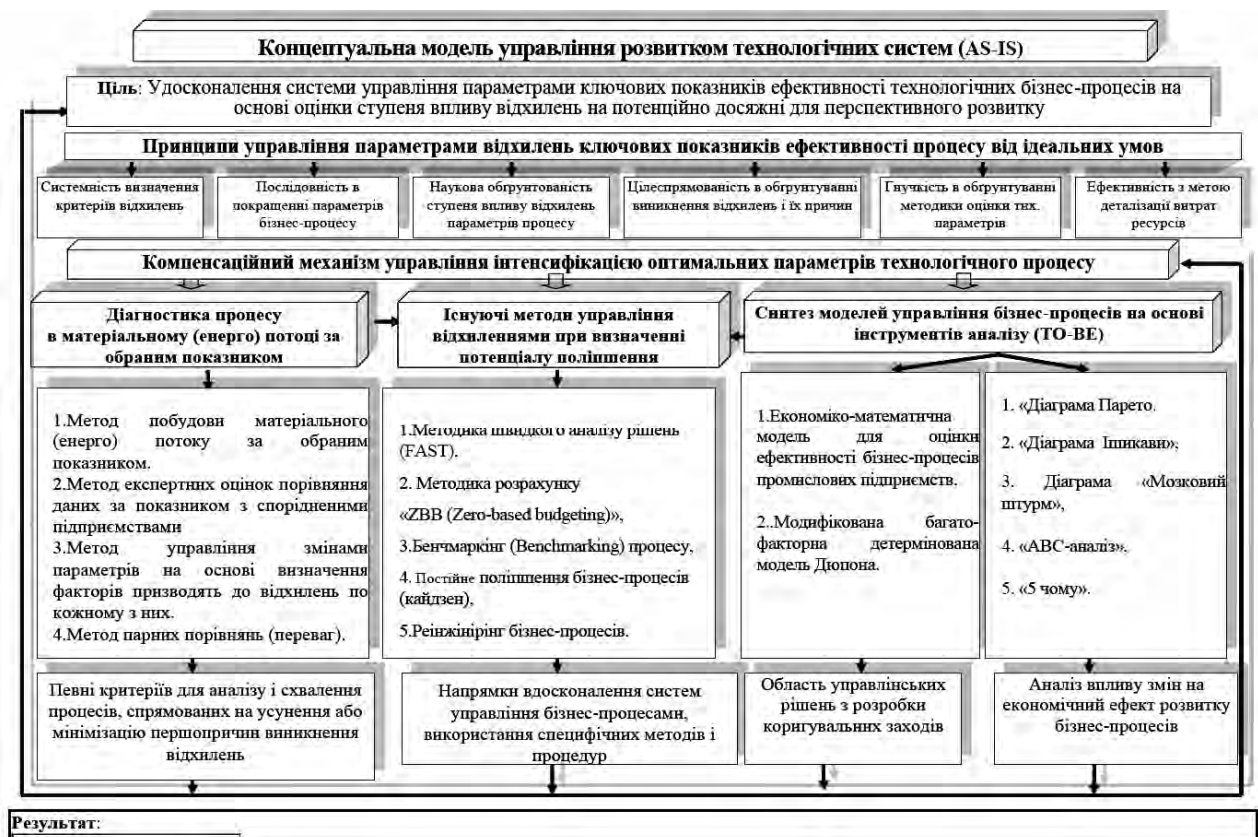 Концептуальна модель управління розвитком технологічних систем (AS-IS)
Ціль: Удосконалення системи управління параметрами ключових показників ефективності технологічних бізнес-процесів на
основі оцінки ступеня впливу відхилень на потенційно досяжні для перспективного розвитку
Принципи управління параметрами відхилень ключових показників ефективності процесу від ідеальних умов
Системність визначення
критеріїв відхилень
Послідовність в
покращенні параметрів
бізнес-процесу
Наукова обґрунтованість
ступеня впливу відхилень
параметрів процесу
Цілеспрямованість в обґрунтуванні
виникнення відхилень і їх причин
Гнучкість в обґрунтуванні
методики оцінки тнх.
параметрів
Ефективність з метою
деталізації витрат
ресурсів
Компенсаційний механізм управління інтенсифікацією оптимальних параметрів технологічного процесу
Діагностика процесу
в матеріальному (енерго) потоці за
обраним показником
Існуючі методи управління
відхиленнями при визначенні
потенціалу поліпшення
Синтез моделей управління бізнес-процесів на основі
інструментів аналізу (TO-BE)
1.Метод побудови матеріального
(енерго) потоку за обраним
показником.
2.Метод експертних оцінок порівняння
даних за показником з спорідненими
підприємствами
3.Метод управління змінами
параметрів на основі визначення
факторів призводять до відхилень по
кожному з них.
4.Метод парних порівнянь (переваг).
1.Методика швидкого аналізу рішень
(FAST),
2. Методика розрахунку
«ZBB (Zero-based budgeting)»,
3.Бенчмаркінг (Benchmarking) процесу,
4. Постійне поліпшення бізнес-процесів
(кайдзен),
5.Реінжиніринг бізнес-процесів.
1.Економіко-математична
модель для оцінки
ефективності бізнес-процесів
промислових підприємств.
2..Модифікована багато-
факторна детермінована
модель Дюпона.
1. «Діаграма Парето.
2. «Діаграма Ішикави»,
3. Діаграма «Мозковий
штурм»,
4. «АВС-аналіз»,
5. «5 чому».
Певні критеріїв для аналізу і схвалення
процесів, спрямованих на усунення або
мінімізацію першопричин виникнення
відхилень
Напрямки вдосконалення систем
управління бізнес-процесами,
використання специфічних методів і
процедур
Область управлінських
рішень з розробки
коригувальних заходів
Аналіз впливу змін на
економічний ефект розвитку
бізнес-процесів
Результат: